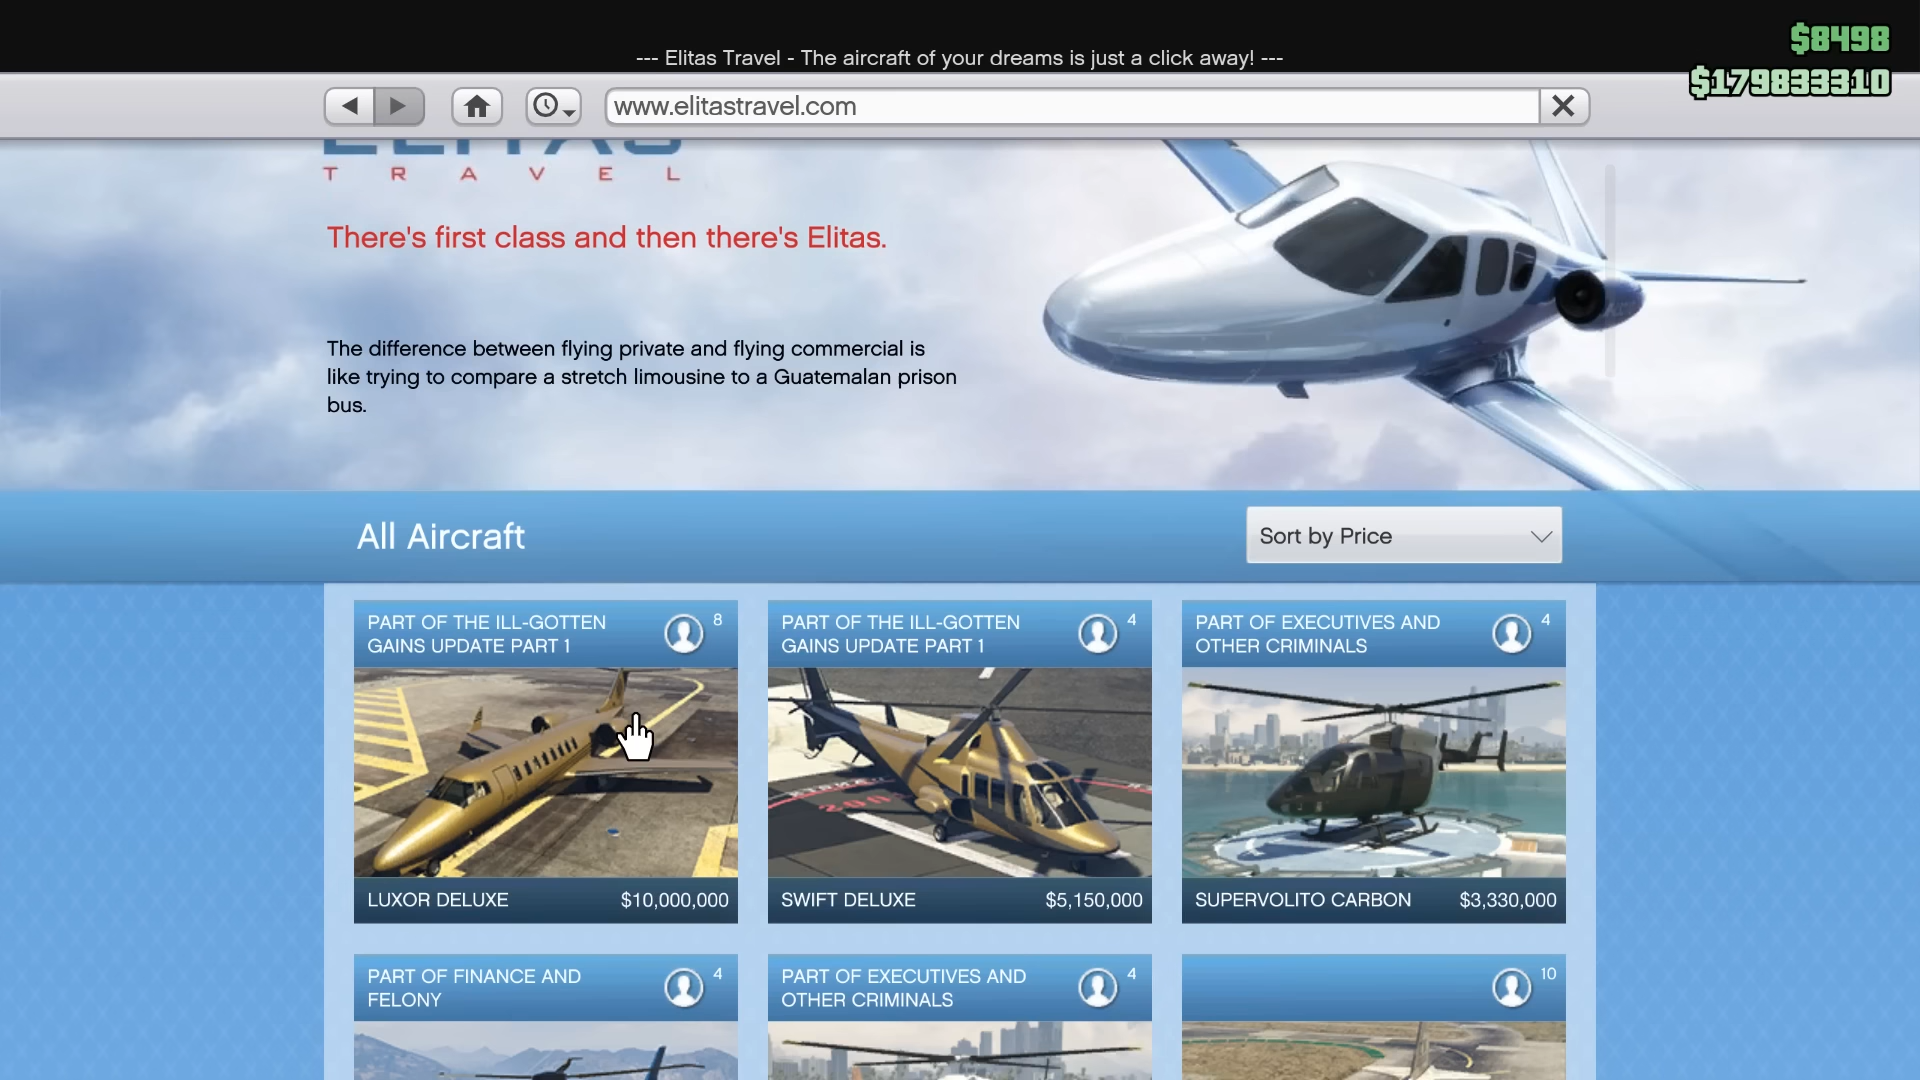 $8498
--- Elitas Travel - The aircraft of your dreams is just a click away! ---
$179833310
www.elitastravel.com
ELITAS
T R A V E L
There's first class and then there's Elitas.
The difference between flying private and flying commercial is
like trying to compare a stretch limousine to a Guatemalan prison
bus.
All Aircraft
Sort by Price
PART OF THE ILL-GOTTEN
GAINS UPDATE PART 1
8
PART OF THE ILL-GOTTEN
GAINS UPDATE PART 1
4
PART OF EXECUTIVES AND
OTHER CRIMINALS
4
LUXOR DELUXE $10,000,000
SWIFT DELUXE $5,150,000
SUPERVOLITO CARBON $3,330,000
PART OF FINANCE AND
FELONY
4
PART OF EXECUTIVES AND
OTHER CRIMINALS
4
10